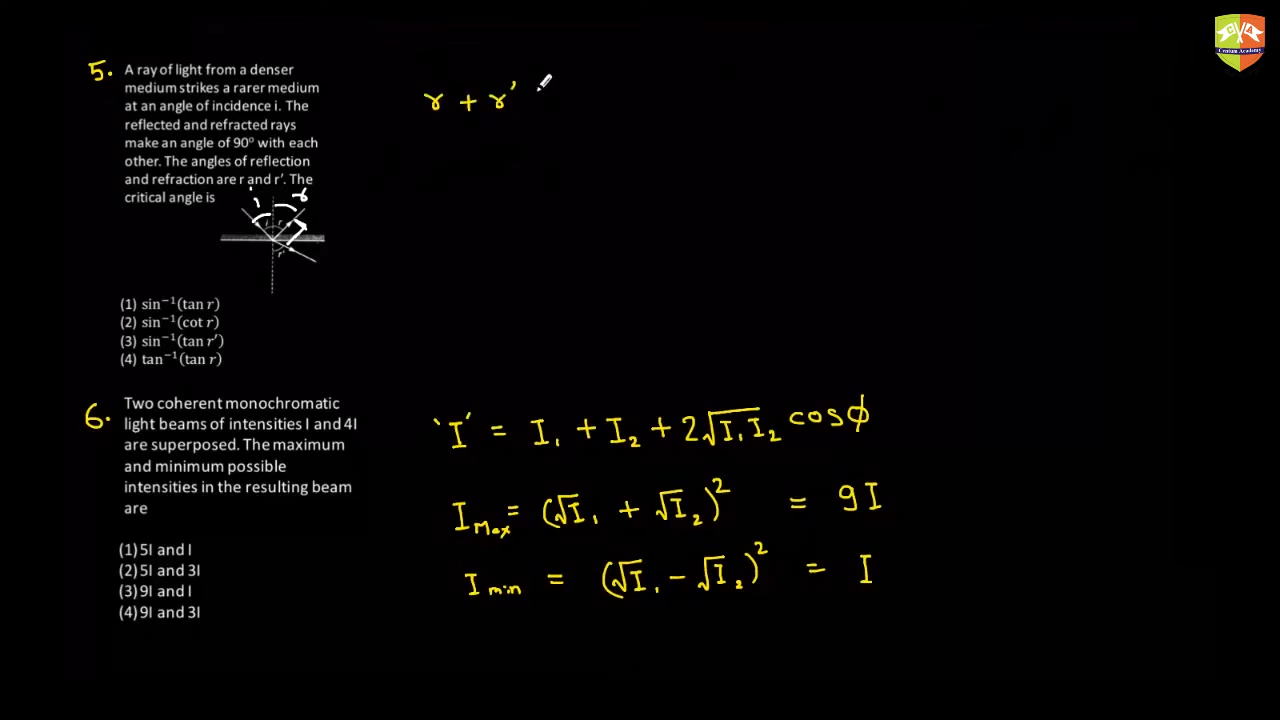 Centum Academy
5.
A ray of light from a denser
medium strikes a rarer medium
at an angle of incidence i. The
reflected and refracted rays
make an angle of 90° with each
other. The angles of reflection
and refraction are r and r′. The
critical angle is
i r
i r
r′
(1) sin⁻¹(tan r)
(2) sin⁻¹(cot r)
(3) sin⁻¹(tan r′)
(4) tan⁻¹(tan r)
r + r′
6.
Two coherent monochromatic
light beams of intensities I and 4I
are superposed. The maximum
and minimum possible
intensities in the resulting beam
are
(1) 5I and I
(2) 5I and 3I
(3) 9I and I
(4) 9I and 3I
‘I’ = I₁ + I₂ + 2√I₁I₂ cosϕ
I Max = (√I₁ + √I₂)² = 9I
I min = (√I₁ - √I₂)² = I